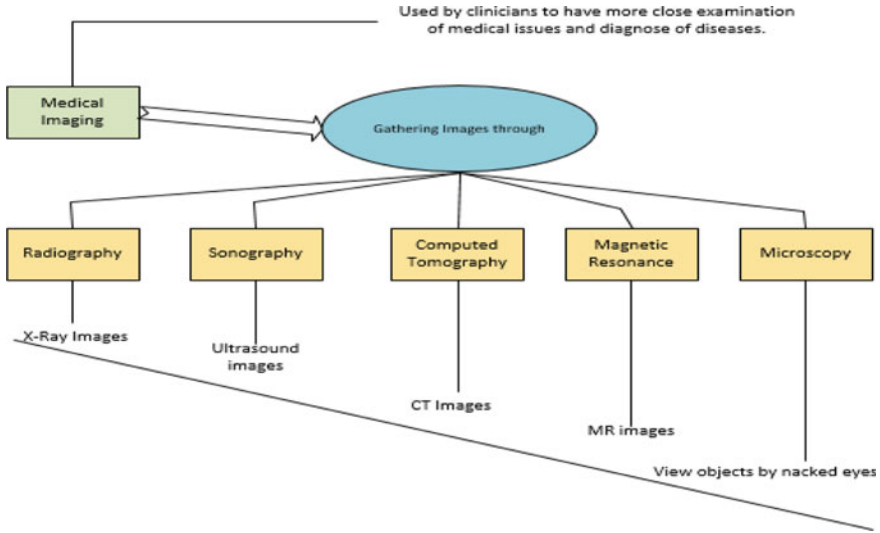 Used by clinicians to have more close examination
of medical issues and diagnose of diseases.
Medical
Imaging
Gathering Images through
Radiography
Sonography
Computed
Tomography
Magnetic
Resonance
Microscopy
X-Ray Images
Ultrasound
images
CT Images
MR images
View objects by nacked eyes